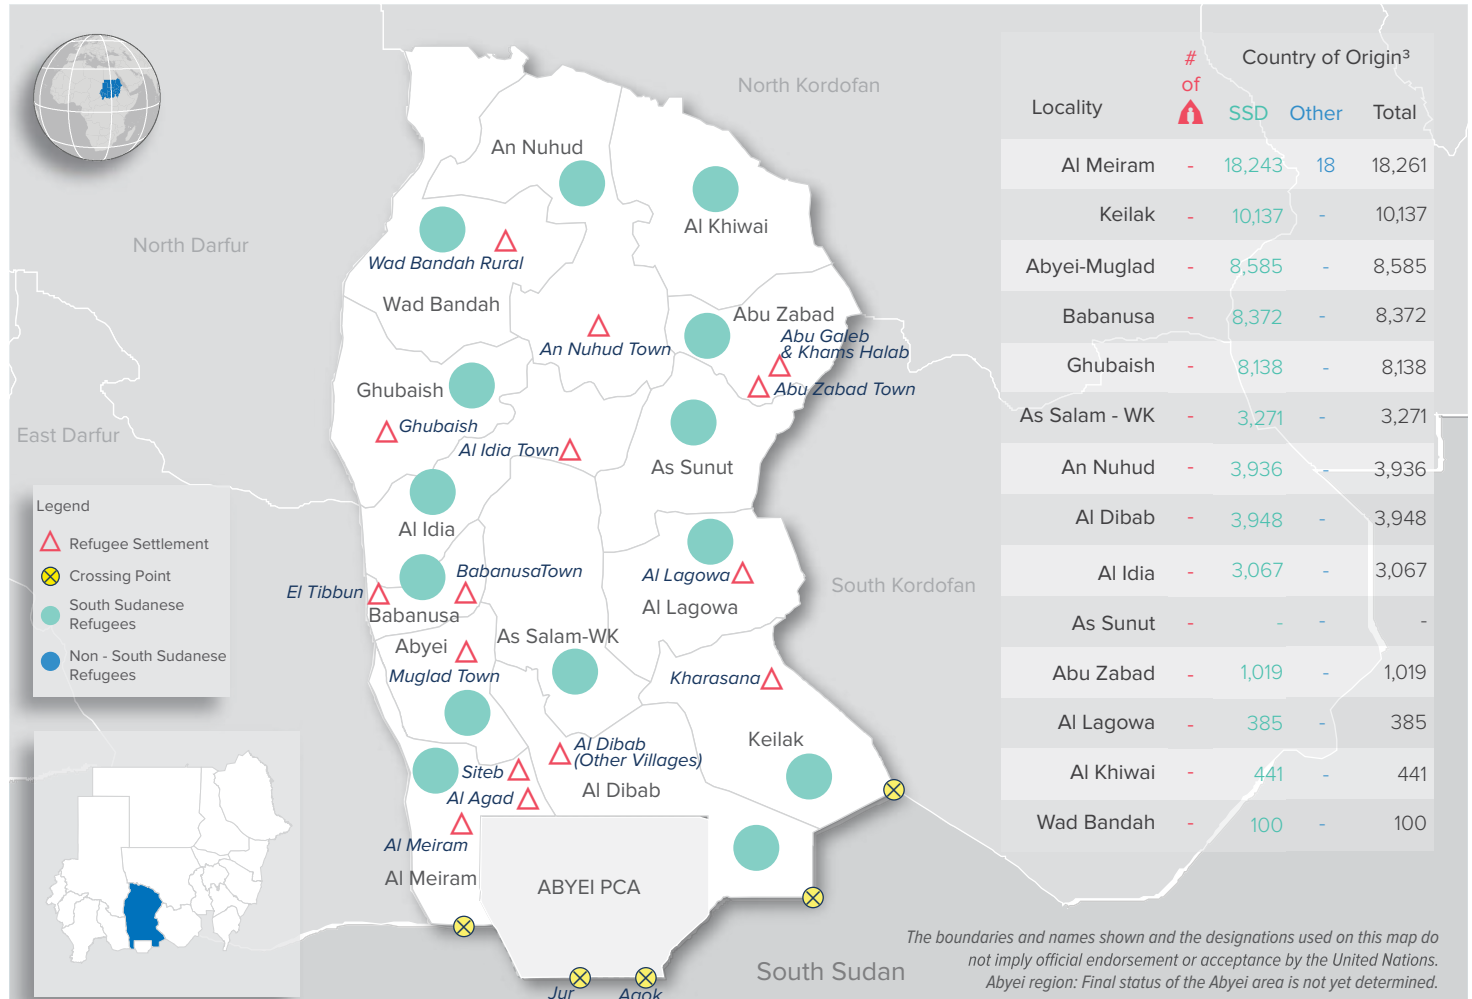 North Kordofan
North Darfur
East Darfur
South Kordofan
South Sudan
An Nuhud
Al Khiwai
Wad Bandah Rural
Wad Bandah
An Nuhud Town
Abu Zabad
Abu Galeb
& Khams Halab
Abu Zabad Town
Ghubaish
Ghubaish
Al Idia Town
As Sunut
Al Idia
El Tibbun
BabanusaTown
Babanusa
Al Lagowa
Al Lagowa
Abyei
As Salam-WK
Muglad Town
Kharasana
Keilak
Al Dibab
(Other Villages)
Al Dibab
Siteb
Al Agad
Al Meiram
Al Meiram
ABYEI PCA
Jur
Agok
Legend
Refugee Settlement
Crossing Point
South Sudanese
Refugees
Non - South Sudanese
Refugees
# of
Country of Origin³
Locality SSD Other Total
Al Meiram - 18,243 18 18,261
Keilak - 10,137 - 10,137
Abyei-Muglad - 8,585 - 8,585
Babanusa - 8,372 - 8,372
Ghubaish - 8,138 - 8,138
As Salam - WK - 3,271 - 3,271
An Nuhud - 3,936 - 3,936
Al Dibab - 3,948 - 3,948
Al Idia - 3,067 - 3,067
As Sunut - - - -
Abu Zabad - 1,019 - 1,019
Al Lagowa - 385 - 385
Al Khiwai - 441 - 441
Wad Bandah - 100 - 100
The boundaries and names shown and the designations used on this map do
not imply official endorsement or acceptance by the United Nations.
Abyei region: Final status of the Abyei area is not yet determined.